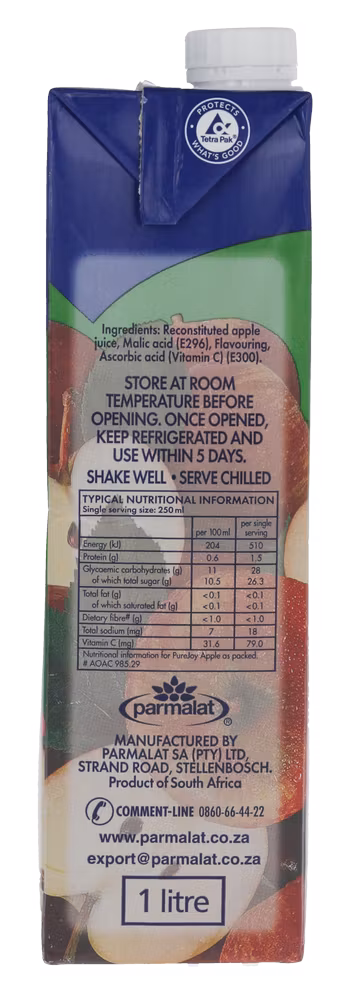 PROTECTS
Tetra Pak®
WHAT'S GOOD
Ingredients: Reconstituted apple
juice, Malic acid (E296), Flavouring,
Ascorbic acid (Vitamin C) (E300).
STORE AT ROOM
TEMPERATURE BEFORE
OPENING. ONCE OPENED,
KEEP REFRIGERATED AND
USE WITHIN 5 DAYS.
SHAKE WELL • SERVE CHILLED
TYPICAL NUTRITIONAL INFORMATION
Single serving size: 250 ml
per 100 ml per single serving
Energy (kJ) 204 510
Protein (g) 0.6 1.5
Glycaemic carbohydrates (g) 11 28
of which total sugar (g) 10.5 26.3
Total fat (g) <0.1 <0.1
of which saturated fat (g) <0.1 <0.1
Dietary fibre# (g) <1.0 <1.0
Total sodium (mg) 7 18
Vitamin C (mg) 31.6 79.0
Nutritional information for PureJoy Apple as packed.
# AOAC 985.29
parmalat®
MANUFACTURED BY
PARMALAT SA (PTY) LTD,
STRAND ROAD, STELLENBOSCH.
Product of South Africa
COMMENT-LINE 0860-66-44-22
www.parmalat.co.za
export@parmalat.co.za
1 litre